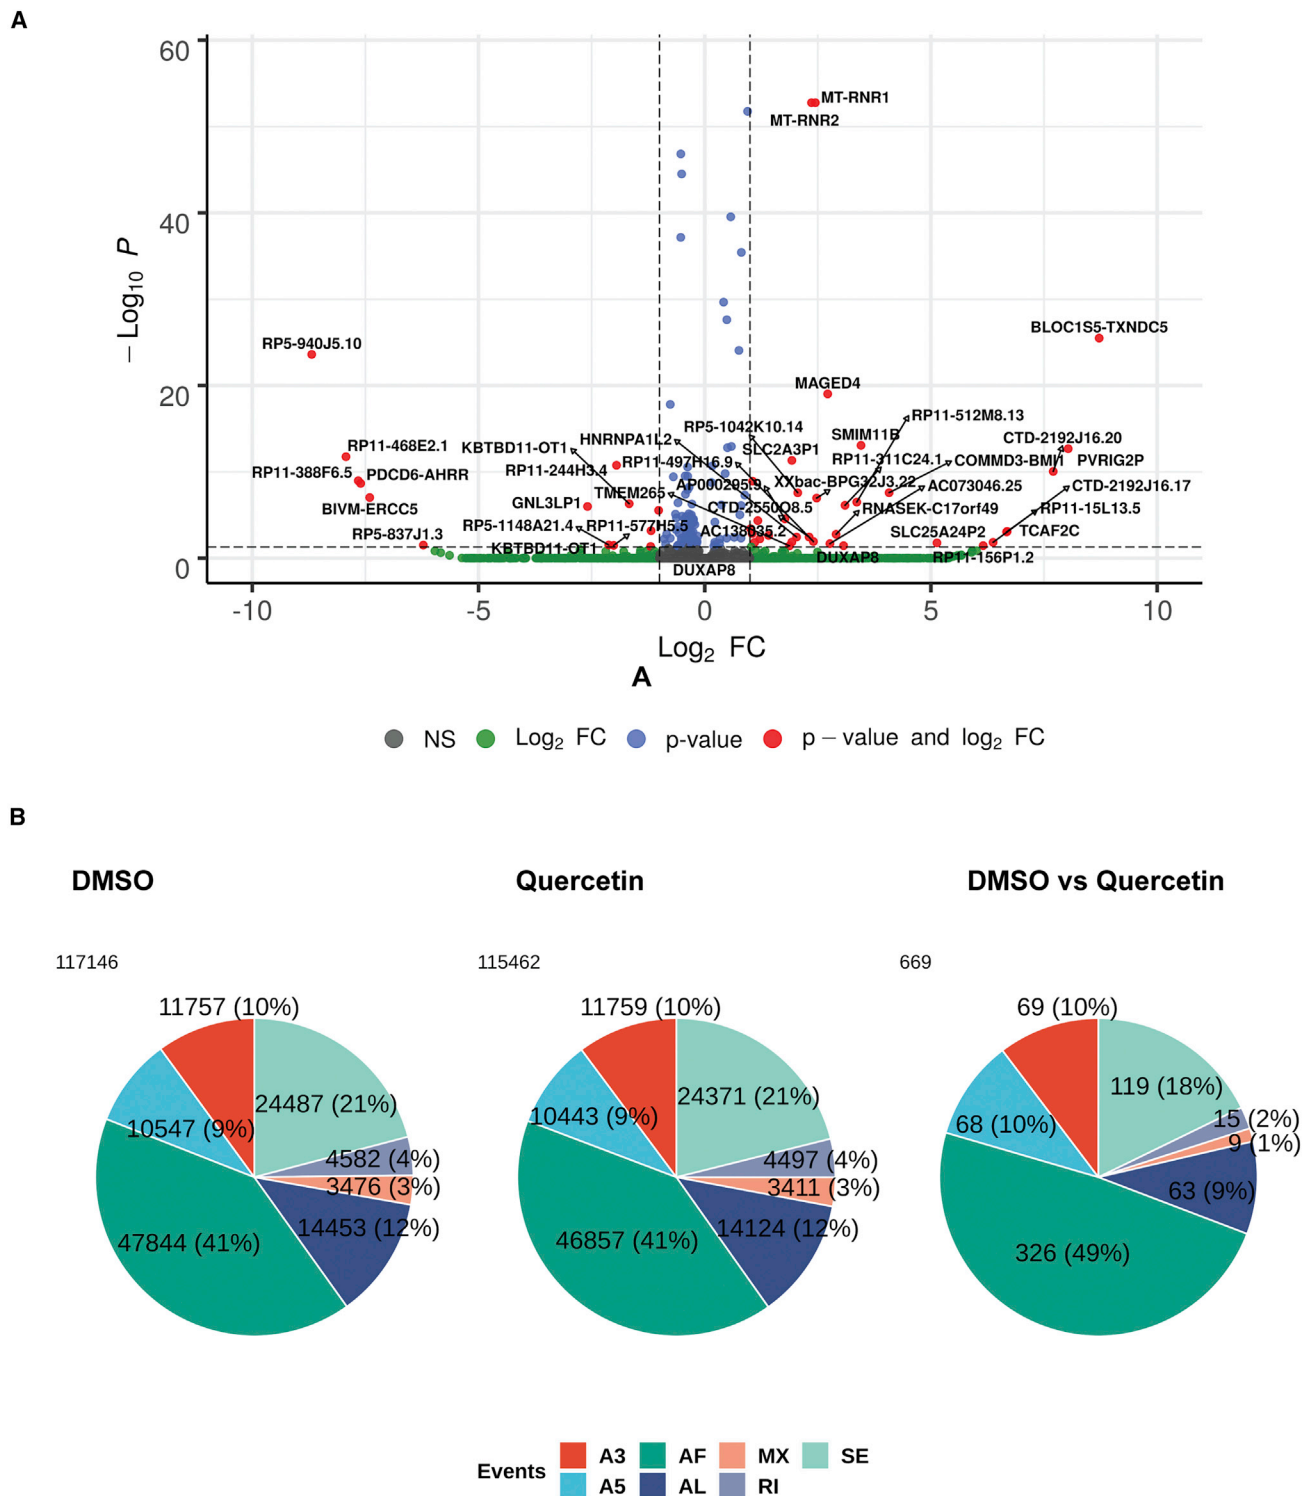 A
60
40
20
0
− Log10 P
MT-RNR1
MT-RNR2
BLOC1S5-TXNDC5
RP5-940J5.10
MAGED4
RP11-512M8.13
RP5-1042K10.14
SMIM11B
CTD-2192J16.20
HNRNPA1L2
RP11-468E2.1
KBTBD11-OT1
SLC2A3P1
RP11-311C24.1
COMMD3-BMI1
PVRIG2P
RP11-497H16.9
RP11-388F6.5
PDCD6-AHRR
RP11-244H3.4
AP000295.9
XXbac-BPG32J3.22
AC073046.25
CTD-2192J16.17
TMEM265
GNL3LP1
BIVM-ERCC5
CTD-2550O8.5
RNASEK-C17orf49
RP11-15L13.5
RP5-1148A21.4
RP11-577H5.5
AC138035.2
SLC25A24P2
TCAF2C
RP5-837J1.3
KBTBD11-OT1
DUXAP8
RP11-156P1.2
DUXAP8
-10 -5 0 5 10
Log2 FC
A
NS Log2 FC p-value p − value and log2 FC
B
DMSO Quercetin DMSO vs Quercetin
117146 115462 669
11757 (10%) 11759 (10%) 69 (10%)
24487 (21%) 24371 (21%) 119 (18%)
10547 (9%) 10443 (9%) 68 (10%)
4582 (4%) 4497 (4%) 15 (2%)
3476 (3%) 3411 (3%) 9 (1%)
14453 (12%) 14124 (12%) 63 (9%)
47844 (41%) 46857 (41%) 326 (49%)
Events
A3 AF MX SE
A5 AL RI